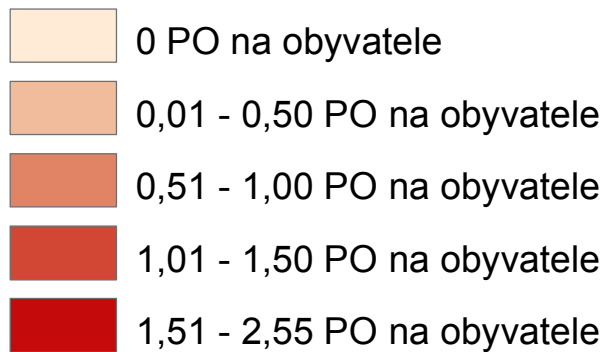 0 PO na obyvatele
0,01 - 0,50 PO na obyvatele
0,51 - 1,00 PO na obyvatele
1,01 - 1,50 PO na obyvatele
1,51 - 2,55 PO na obyvatele